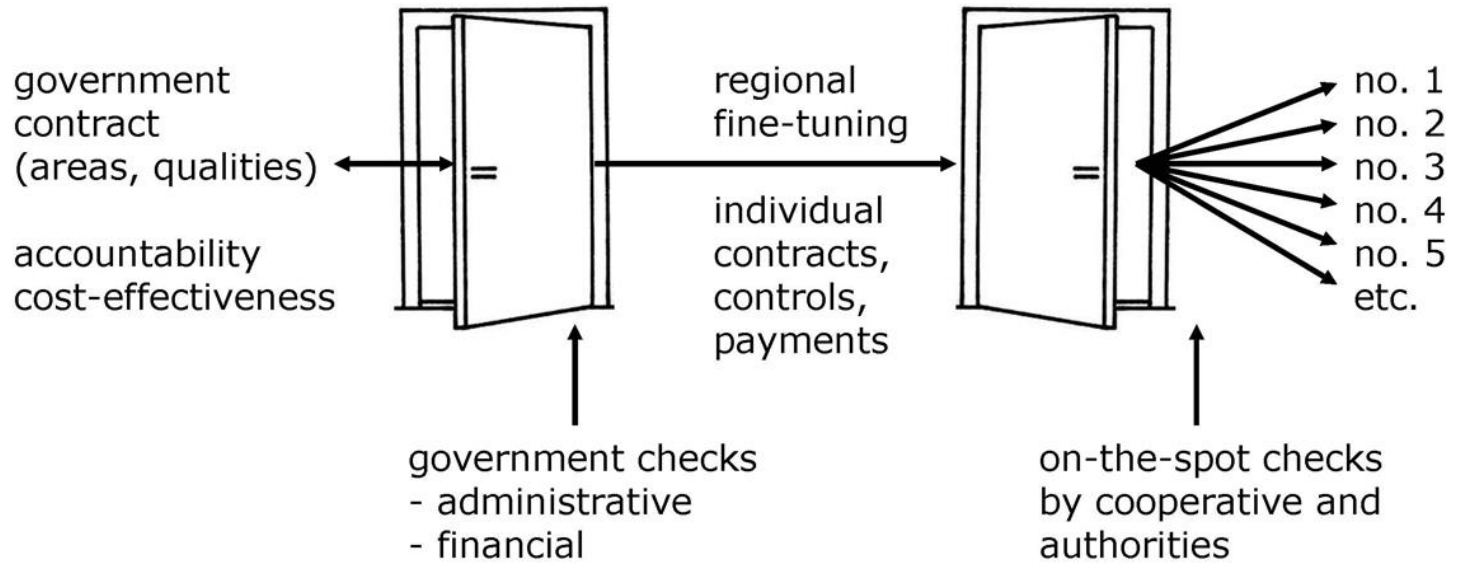 government
contract
(areas, qualities)
accountability
cost-effectiveness
regional
fine-tuning
individual
contracts,
controls,
payments
no. 1
no. 2
no. 3
no. 4
no. 5
etc.
government checks
- administrative
- financial
on-the-spot checks
by cooperative and
authorities